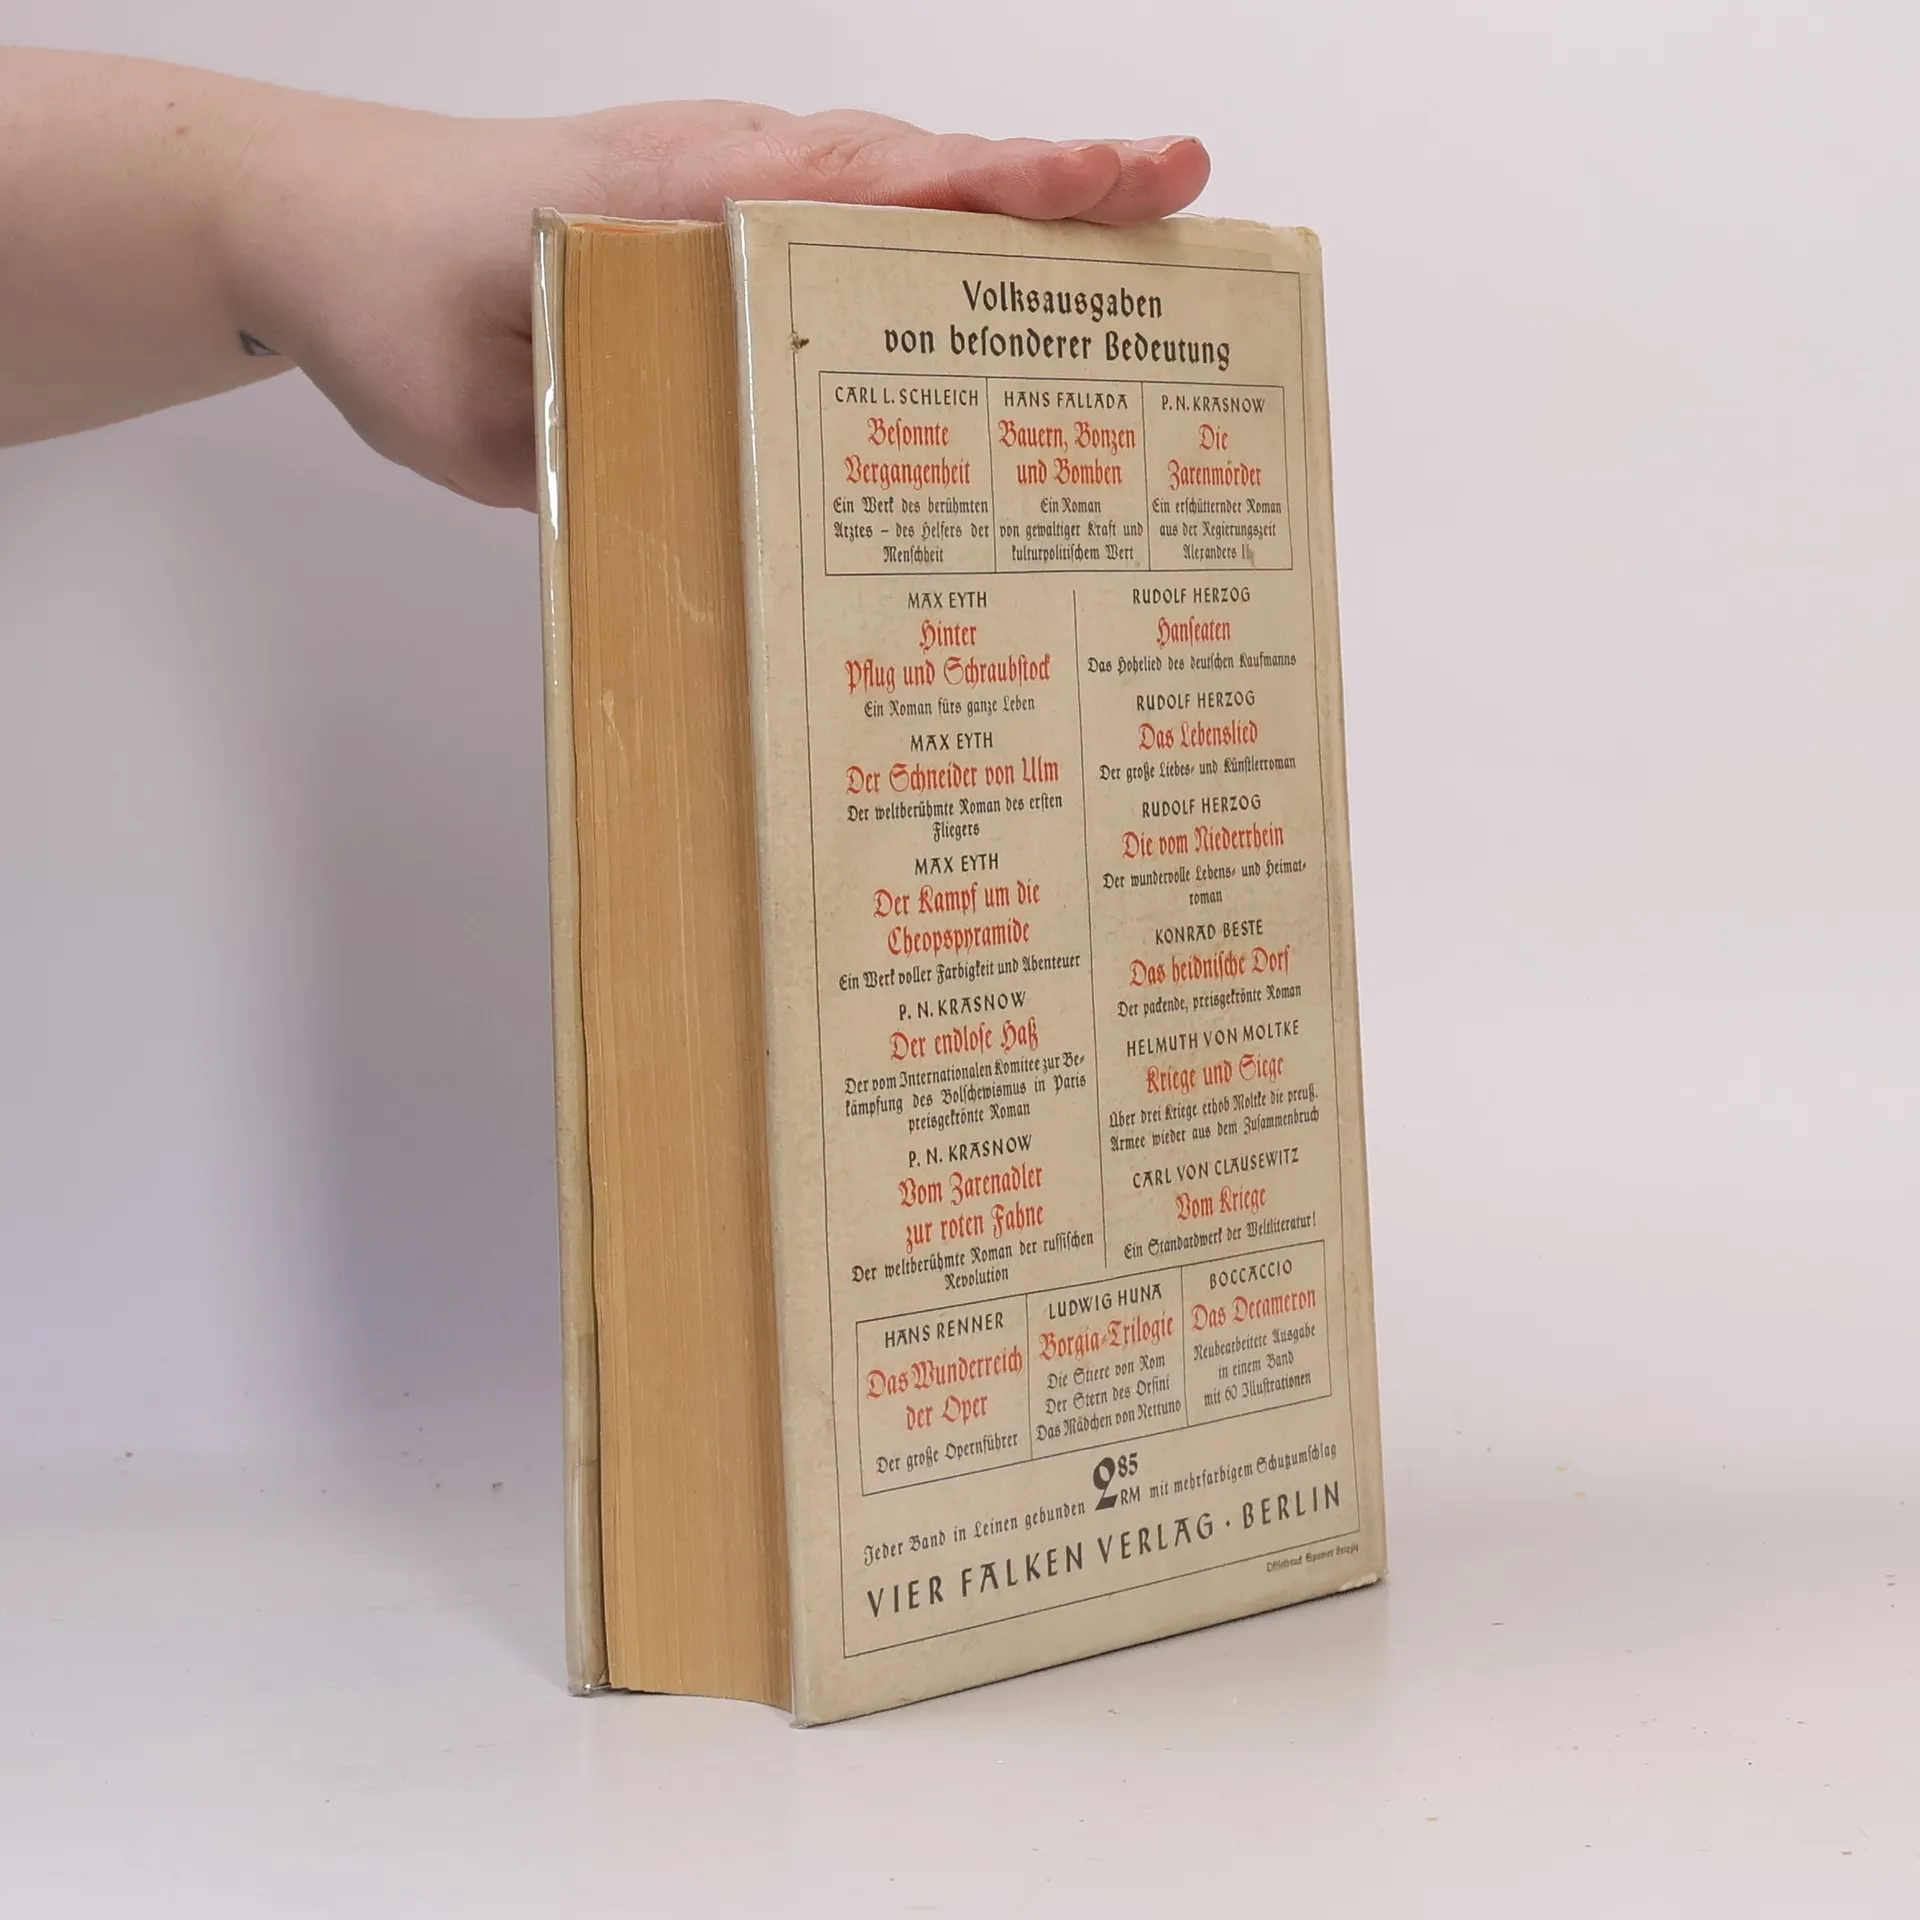 Volksausgaben
von besonderer Bedeutung
CARL L. SCHLEICH
Besonnte
Vergangenheit
Ein Werk des berühmten
Arztes – des Helfers der
Menschheit
HANS FALLADA
Bauern, Bonzen
und Bomben
Ein Roman
von gewaltiger Kraft und
kulturpolitischem Wert
P. N. KRASNOW
Die
Zarenmörder
Ein erschütternder Roman
aus der Regierungszeit
Alexanders II.
MAX EYTH
Hinter
Pflug und Schraubstock
Ein Roman fürs ganze Leben
MAX EYTH
Der Schneider von Ulm
Der weltberühmte Roman des ersten
Fliegers
MAX EYTH
Der Kampf um die
Cheopspyramide
Ein Werk voller Farbigkeit und Abenteuer
P. N. KRASNOW
Der endlose Haß
Der vom Internationalen Komitee zur Be-
kämpfung des Bolschewismus in Paris
preisgekrönte Roman
P. N. KRASNOW
Vom Zarenadler
zur roten Fahne
Der weltberühmte Roman der russischen
Revolution
RUDOLF HERZOG
Hanseaten
Das Hohelied des deutschen Kaufmanns
RUDOLF HERZOG
Das Lebenslied
Der große Liebes- und Künstlerroman
RUDOLF HERZOG
Die vom Niederrhein
Der wundervolle Lebens- und Heimat-
roman
KONRAD BESTE
Das heidnische Dorf
Der packende, preisgekrönte Roman
HELMUTH VON MOLTKE
Kriege und Siege
Über drei Kriege erhob Moltke die preuß.
Armee wieder aus dem Zusammenbruch
CARL VON CLAUSEWITZ
Vom Kriege
Ein Standardwerk der Weltliteratur!
HANS RENNER
Das Wunderreich
der Oper
Der große Opernführer
LUDWIG HUNA
Borgia-Trilogie
Die Stiere von Rom
Der Stern des Orsini
Das Mädchen von Nettuno
BOCCACCIO
Das Decameron
Neubearbeitete Ausgabe
in einem Band
mit 60 Illustrationen
Jeder Band in Leinen gebunden 2 85 RM mit mehrfarbigem Schutzumschlag
VIER FALKEN VERLAG · BERLIN
Offsetdruck Spamer Leipzig